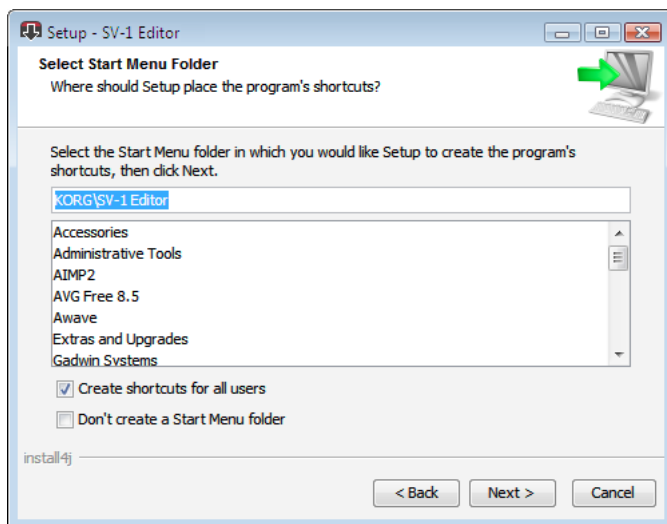 Setup - SV-1 Editor
Select Start Menu Folder
Where should Setup place the program's shortcuts?
Select the Start Menu folder in which you would like Setup to create the program's
shortcuts, then click Next.
KORG\SV-1 Editor
Accessories
Administrative Tools
AIMP2
AVG Free 8.5
Awave
Extras and Upgrades
Gadwin Systems
Create shortcuts for all users
Don't create a Start Menu folder
install4j
< Back Next > Cancel